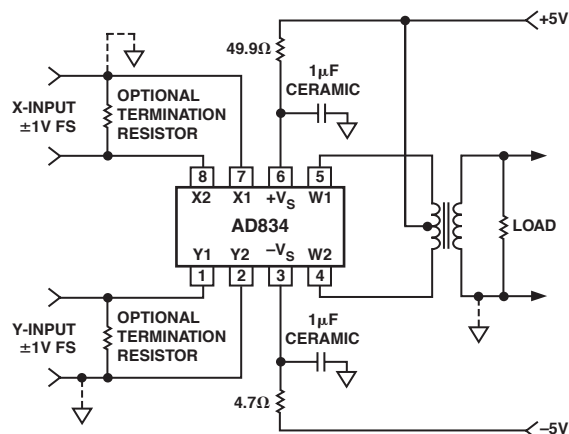 +5V
49.9Ω
1µF
CERAMIC
X-INPUT
±1V FS
OPTIONAL
TERMINATION
RESISTOR
8 7 6 5
X2 X1 +VS W1
AD834
Y1 Y2 –VS W2
1 2 3 4
LOAD
Y-INPUT
±1V FS
OPTIONAL
TERMINATION
RESISTOR
1µF
CERAMIC
4.7Ω
–5V